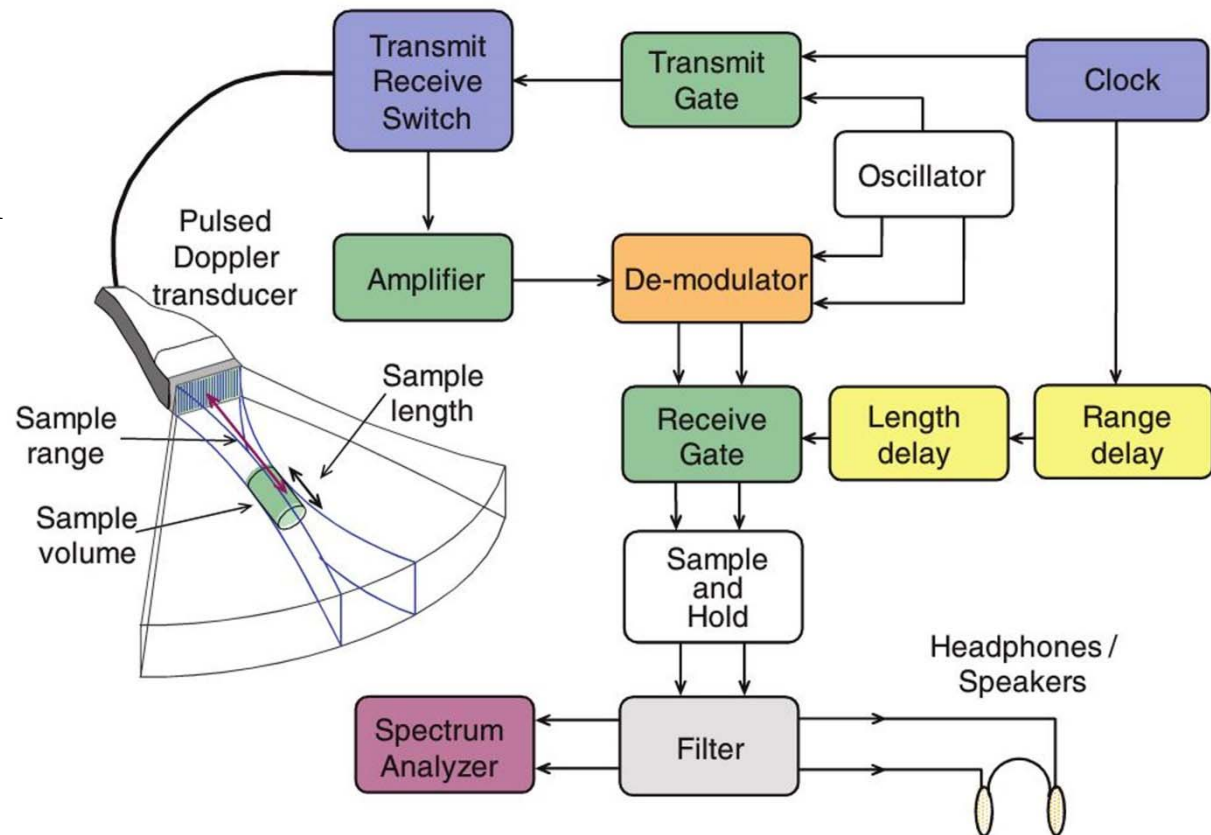 Transmit
Receive
Switch
Transmit
Gate
Clock
Oscillator
Pulsed
Doppler
transducer
Amplifier
De-modulator
Sample
length
Sample
range
Receive
Gate
Length
delay
Range
delay
Sample
volume
Sample
and
Hold
Headphones /
Speakers
Spectrum
Analyzer
Filter